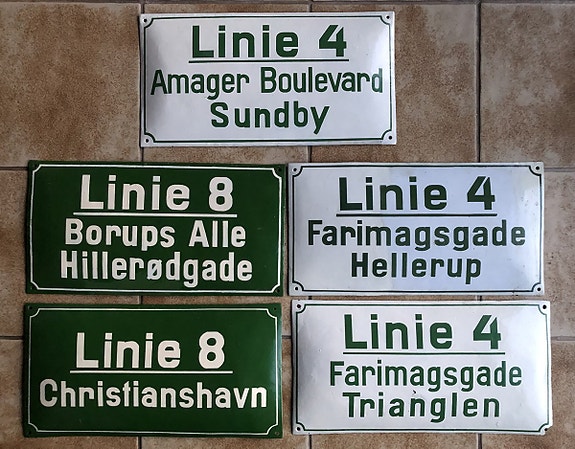 Linie 4
Amager Boulevard
Sundby
Linie 8
Borups Alle
Hillerødgade
Linie 4
Farimagsgade
Hellerup
Linie 8
Christianshavn
Linie 4
Farimagsgade
Trianglen